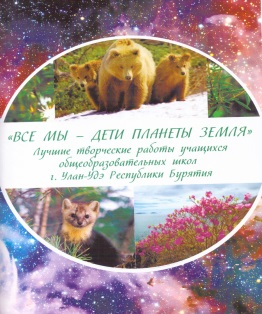 «ВСЕ МЫ – ДЕТИ ПЛАНЕТЫ ЗЕМЛЯ»
Лучшие творческие работы учащихся
общеобразовательных школ
г. Улан-Удэ Республики Бурятия